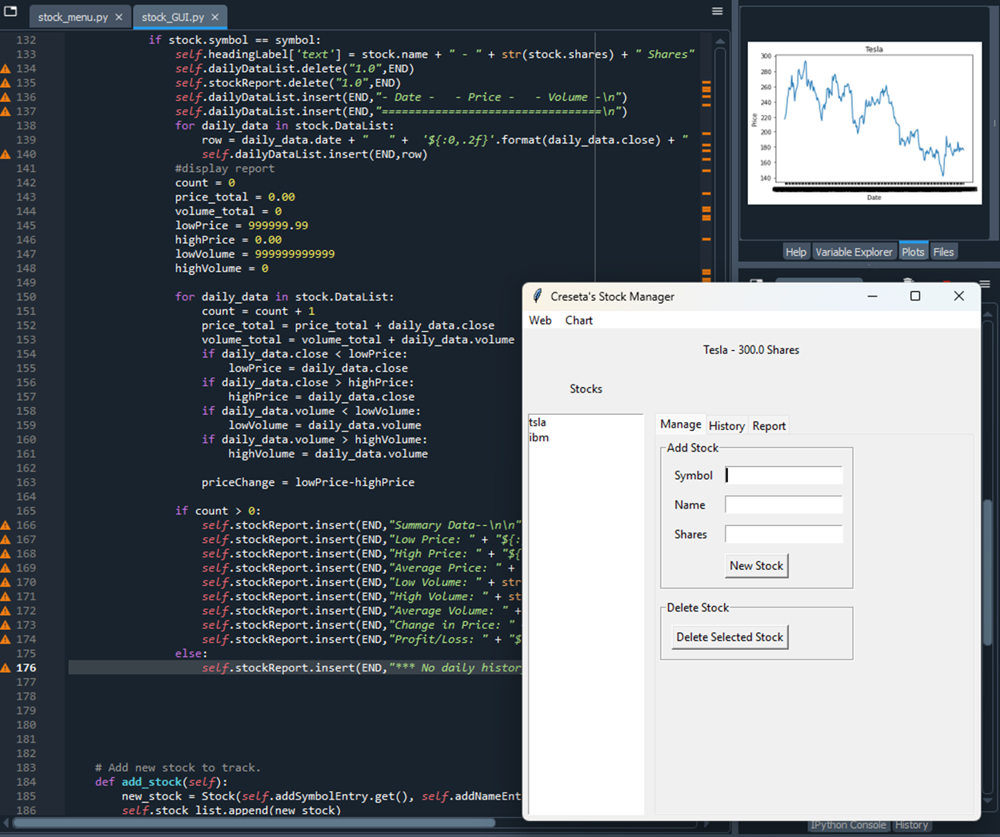 stock_menu.py ×
stock_GUI.py ×
132 if stock.symbol == symbol:
133 self.headingLabel['text'] = stock.name + " - " + str(stock.shares) + " Shares"
134 self.dailyDataList.delete("1.0",END)
135 self.stockReport.delete("1.0",END)
136 self.dailyDataList.insert(END,"- Date -   - Price -   - Volume -\n")
137 self.dailyDataList.insert(END,"=================================\n")
138 for daily_data in stock.DataList:
139 row = daily_data.date + "   " +  '${:0,.2f}'.format(daily_data.close) + "
140 self.dailyDataList.insert(END,row)
141 #display report
142 count = 0
143 price_total = 0.00
144 volume_total = 0
145 lowPrice = 999999.99
146 highPrice = 0.00
147 lowVolume = 999999999999
148 highVolume = 0
149
150 for daily_data in stock.DataList:
151 count = count + 1
152 price_total = price_total + daily_data.close
153 volume_total = volume_total + daily_data.volume
154 if daily_data.close < lowPrice:
155 lowPrice = daily_data.close
156 if daily_data.close > highPrice:
157 highPrice = daily_data.close
158 if daily_data.volume < lowVolume:
159 lowVolume = daily_data.volume
160 if daily_data.volume > highVolume:
161 highVolume = daily_data.volume
162
163 priceChange = lowPrice-highPrice
164
165 if count > 0:
166 self.stockReport.insert(END,"Summary Data--\n\n"
167 self.stockReport.insert(END,"Low Price: " + "${:
168 self.stockReport.insert(END,"High Price: " + "${
169 self.stockReport.insert(END,"Average Price: " +
170 self.stockReport.insert(END,"Low Volume: " + str
171 self.stockReport.insert(END,"High Volume: " + st
172 self.stockReport.insert(END,"Average Volume: " +
173 self.stockReport.insert(END,"Change in Price: "
174 self.stockReport.insert(END,"Profit/Loss: " + "$
175 else:
176 self.stockReport.insert(END,"*** No daily histor
177
178
179
180
181
182
183 # Add new stock to track.
184 def add_stock(self):
185 new_stock = Stock(self.addSymbolEntry.get(), self.addNameEnt
186 self.stock_list.append(new_stock)
Tesla
300
280
260
240
220
200
180
160
140
Price
Date
Help
Variable Explorer
Plots
Files
Creseta's Stock Manager
Web
Chart
Tesla - 300.0 Shares
Stocks
tsla
ibm
Manage
History
Report
Add Stock
Symbol
Name
Shares
New Stock
Delete Stock
Delete Selected Stock
IPython Console
History